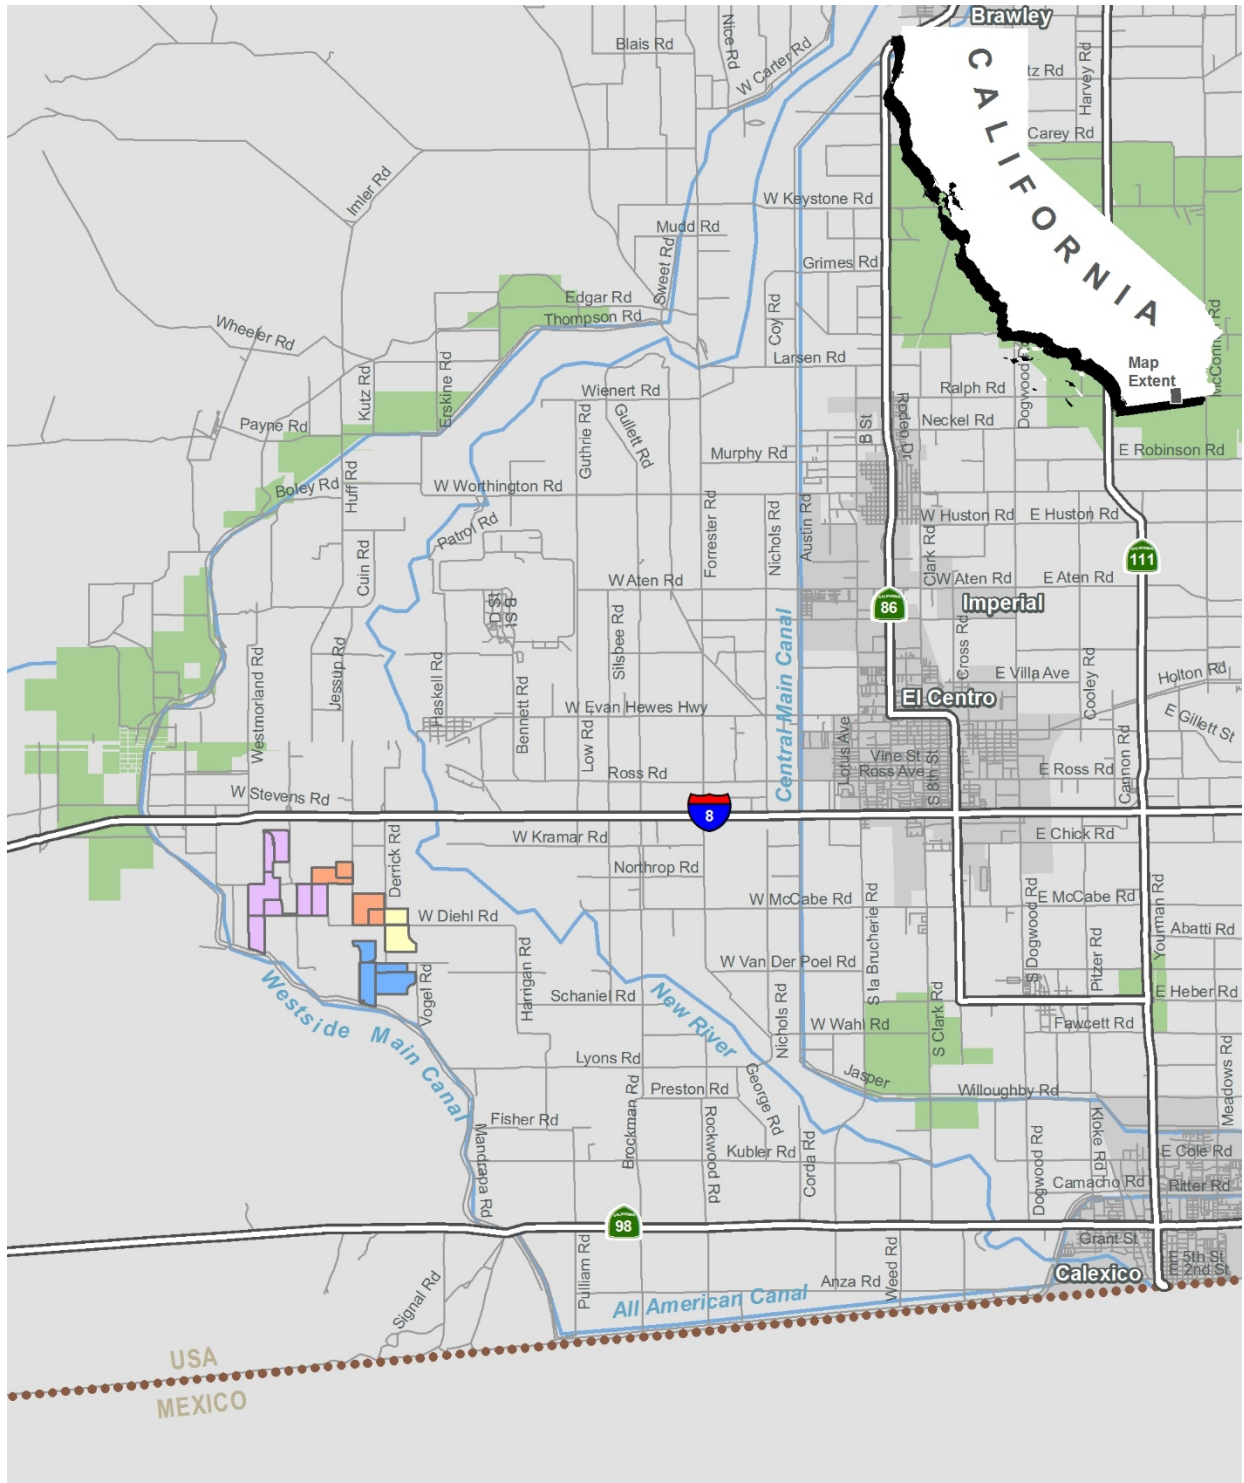 Brawley
Blais Rd
Nice Rd
W Carter Rd
CALIFORNIA
tz Rd
Harvey Rd
Carey Rd
Imler Rd
W Keystone Rd
Mudd Rd
Sweet Rd
Grimes Rd
Edgar Rd
Thompson Rd
Coy Rd
Wheeler Rd
Larsen Rd
Map
Extent
Dogwood Rd
McConn
Rd
Kutz Rd
Erskine Rd
Wienert Rd
Ralph Rd
Rodeo Dr
Payne Rd
Guthrie Rd
Gullett Rd
B St
Neckel Rd
Murphy Rd
E Robinson Rd
Boley Rd
Huff Rd
W Worthington Rd
Forrester Rd
Nichols Rd
Austin Rd
W Huston Rd
E Huston Rd
Patrol Rd
Clark Rd
111
Cuin Rd
W Aten Rd
W Aten Rd
E Aten Rd
B St
D St
86
Imperial
Silsbee Rd
Westmorland Rd
Jessup Rd
Haskell Rd
Bennett Rd
Central Main Canal
Cross Rd
E Villa Ave
Cooley Rd
Holton Rd
El Centro
W Evan Hewes Hwy
E Gillett St
Low Rd
Lotus Ave
Vine St
Ross Ave
S 8th St
Ross Rd
E Ross Rd
Cannon Rd
W Stevens Rd
8
W Kramar Rd
E Chick Rd
Derrick Rd
Northrop Rd
W McCabe Rd
E McCabe Rd
W Diehl Rd
S la Brucherie Rd
S Dogwood Rd
Pitzer Rd
Yourman Rd
Abatti Rd
Harrigan Rd
W Van Der Poel Rd
Vogel Rd
Westside Main Canal
Schaniel Rd
New River
Nichols Rd
S Clark Rd
E Heber Rd
W Wahl Rd
Fawcett Rd
Lyons Rd
Jasper
Meadows Rd
Preston Rd
George Rd
Willoughby Rd
Mandrapa Rd
Fisher Rd
Brockman Rd
Rockwood Rd
Kubler Rd
Corda Rd
Dogwood Rd
Kloke Rd
E Cole Rd
Camacho Rd
Ritter Rd
98
Grant St
E 5th St
E 2nd St
Calexico
Pulliam Rd
Weed Rd
Anza Rd
Signal Rd
All American Canal
USA
MEXICO